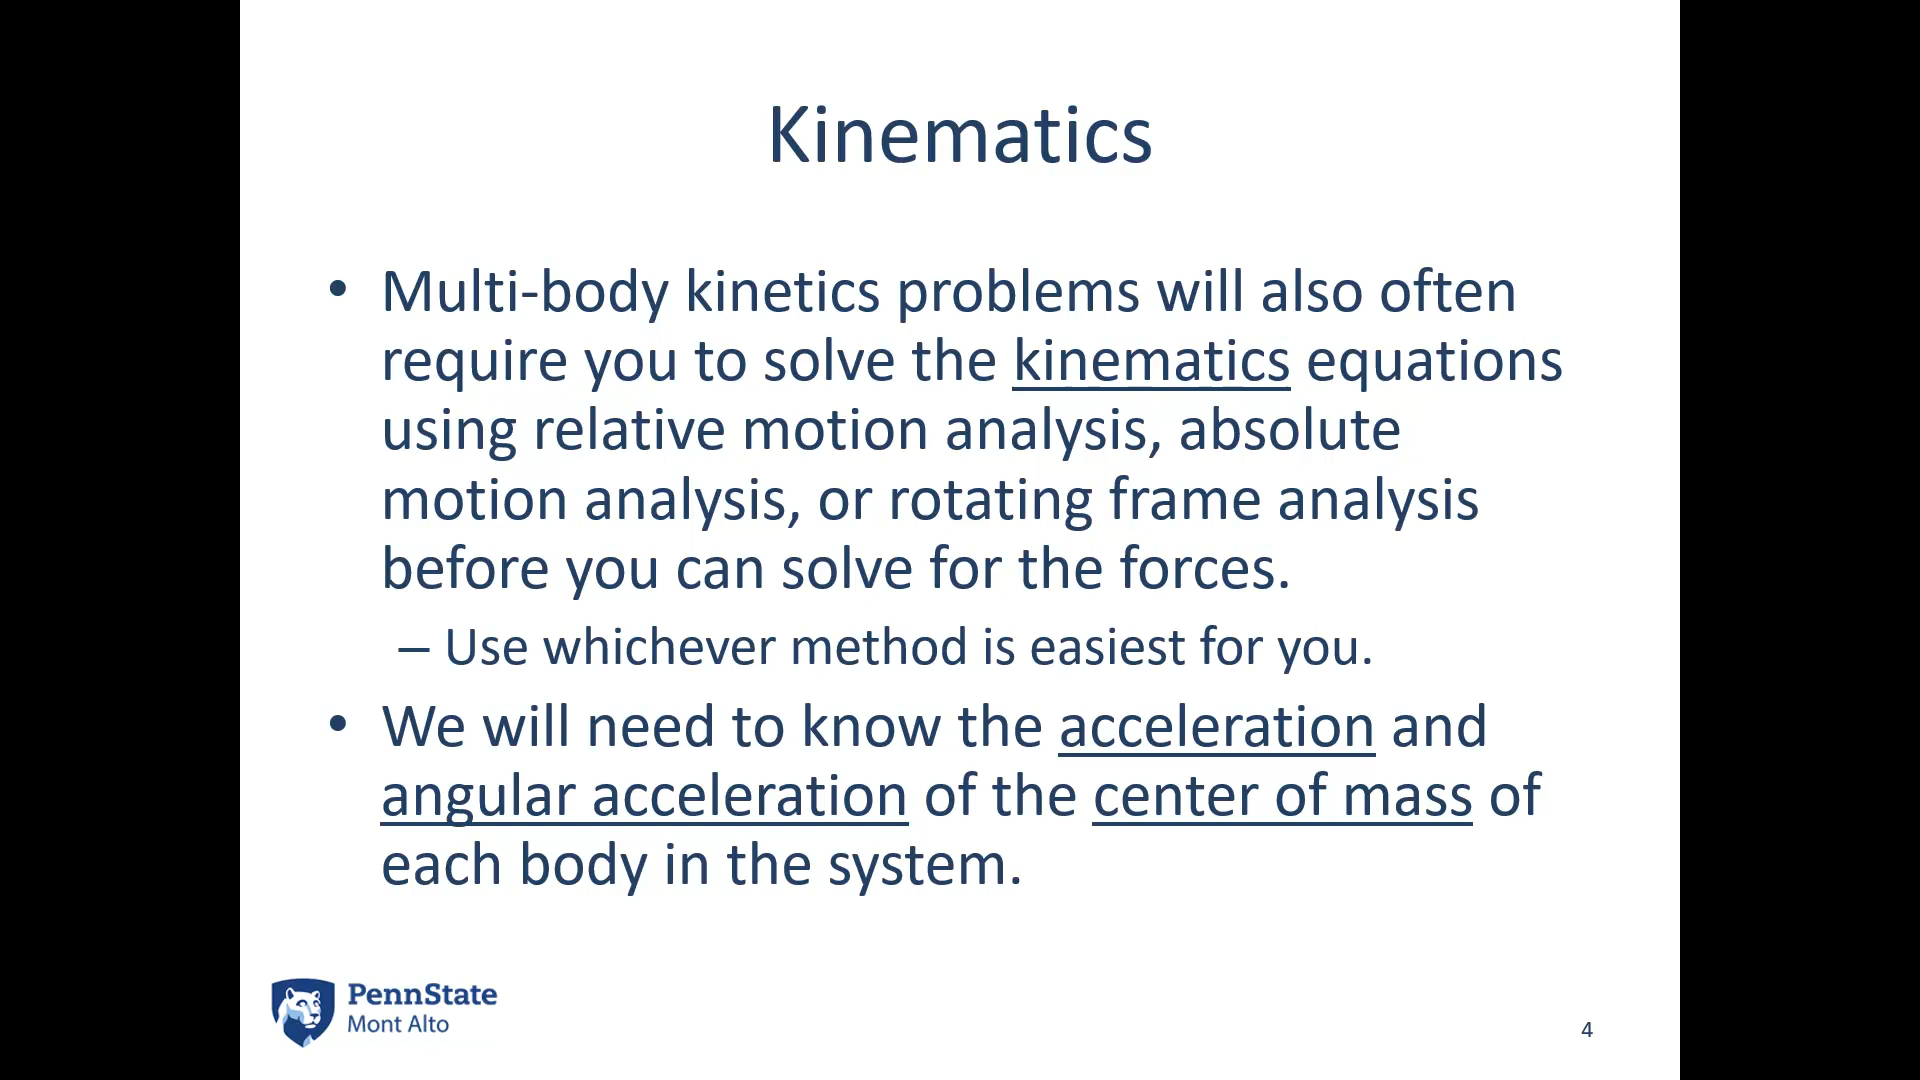 Kinematics
• Multi-body kinetics problems will also often
require you to solve the kinematics equations
using relative motion analysis, absolute
motion analysis, or rotating frame analysis
before you can solve for the forces.
– Use whichever method is easiest for you.
• We will need to know the acceleration and
angular acceleration of the center of mass of
each body in the system.
PennState
Mont Alto
4